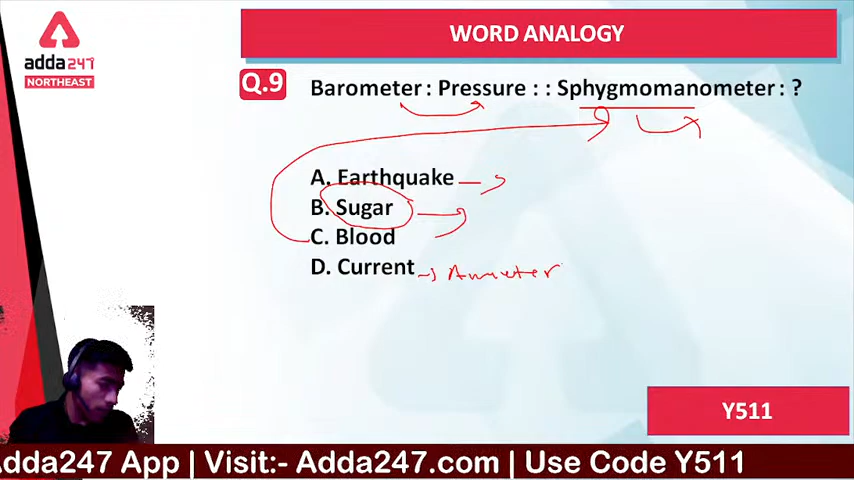 WORD ANALOGY
adda247
NORTHEAST
Q.9
Barometer : Pressure : : Sphygmomanometer : ?
A. Earthquake
B. Sugar
C. Blood
D. Current
Y511
Adda247 App | Visit:- Adda247.com | Use Code Y511